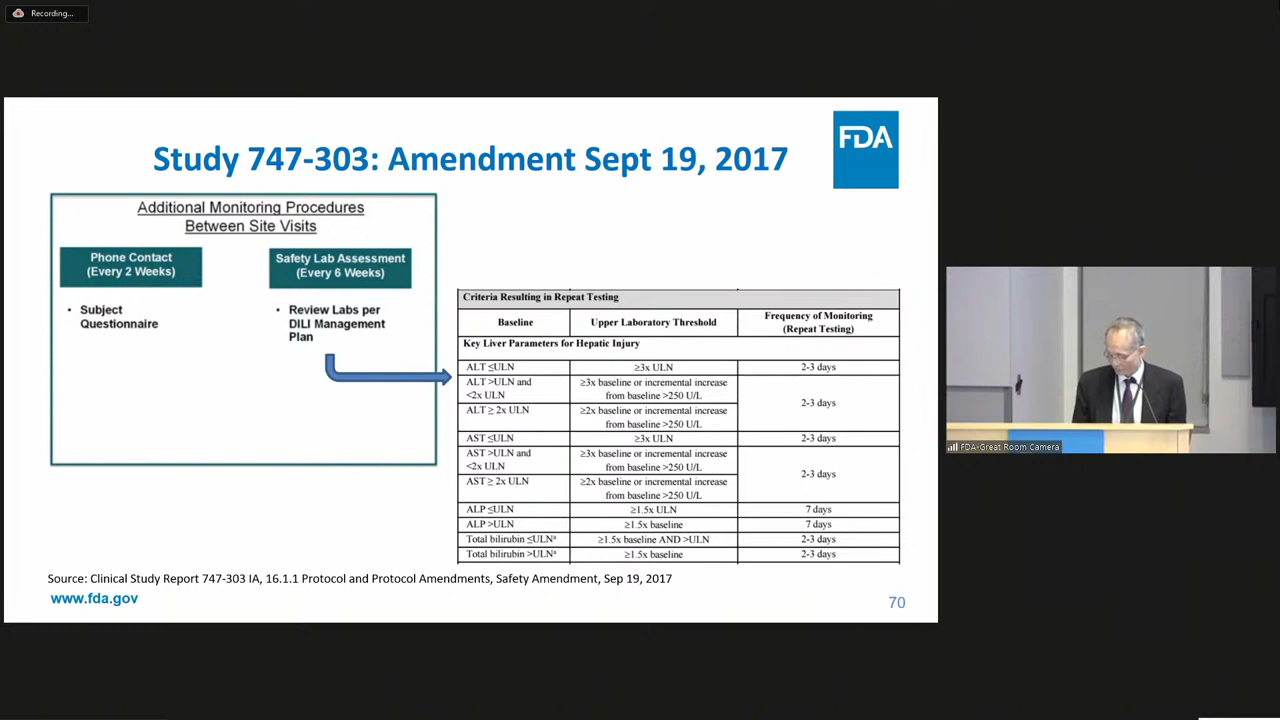 Recording...
FDA
Study 747-303: Amendment Sept 19, 2017
Additional Monitoring Procedures
Between Site Visits
Phone Contact
(Every 2 Weeks)
Safety Lab Assessment
(Every 6 Weeks)
• Subject
Questionnaire
• Review Labs per
DILI Management
Plan
Criteria Resulting in Repeat Testing
Baseline
Upper Laboratory Threshold
Frequency of Monitoring
(Repeat Testing)
Key Liver Parameters for Hepatic Injury
ALT ≤ULN
≥3x ULN
2-3 days
ALT >ULN and
<2x ULN
≥3x baseline or incremental increase
from baseline >250 U/L
2-3 days
ALT ≥ 2x ULN
≥2x baseline or incremental increase
from baseline >250 U/L
AST ≤ULN
≥3x ULN
2-3 days
AST >ULN and
<2x ULN
≥3x baseline or incremental increase
from baseline >250 U/L
2-3 days
AST ≥ 2x ULN
≥2x baseline or incremental increase
from baseline >250 U/L
ALP ≤ULN
≥1.5x ULN
7 days
ALP >ULN
≥1.5x baseline
7 days
Total bilirubin ≤ULNª
≥1.5x baseline AND >ULN
2-3 days
Total bilirubin >ULNª
≥1.5x baseline
2-3 days
Source: Clinical Study Report 747-303 IA, 16.1.1 Protocol and Protocol Amendments, Safety Amendment, Sep 19, 2017
www.fda.gov
70
FDA-Great Room Camera